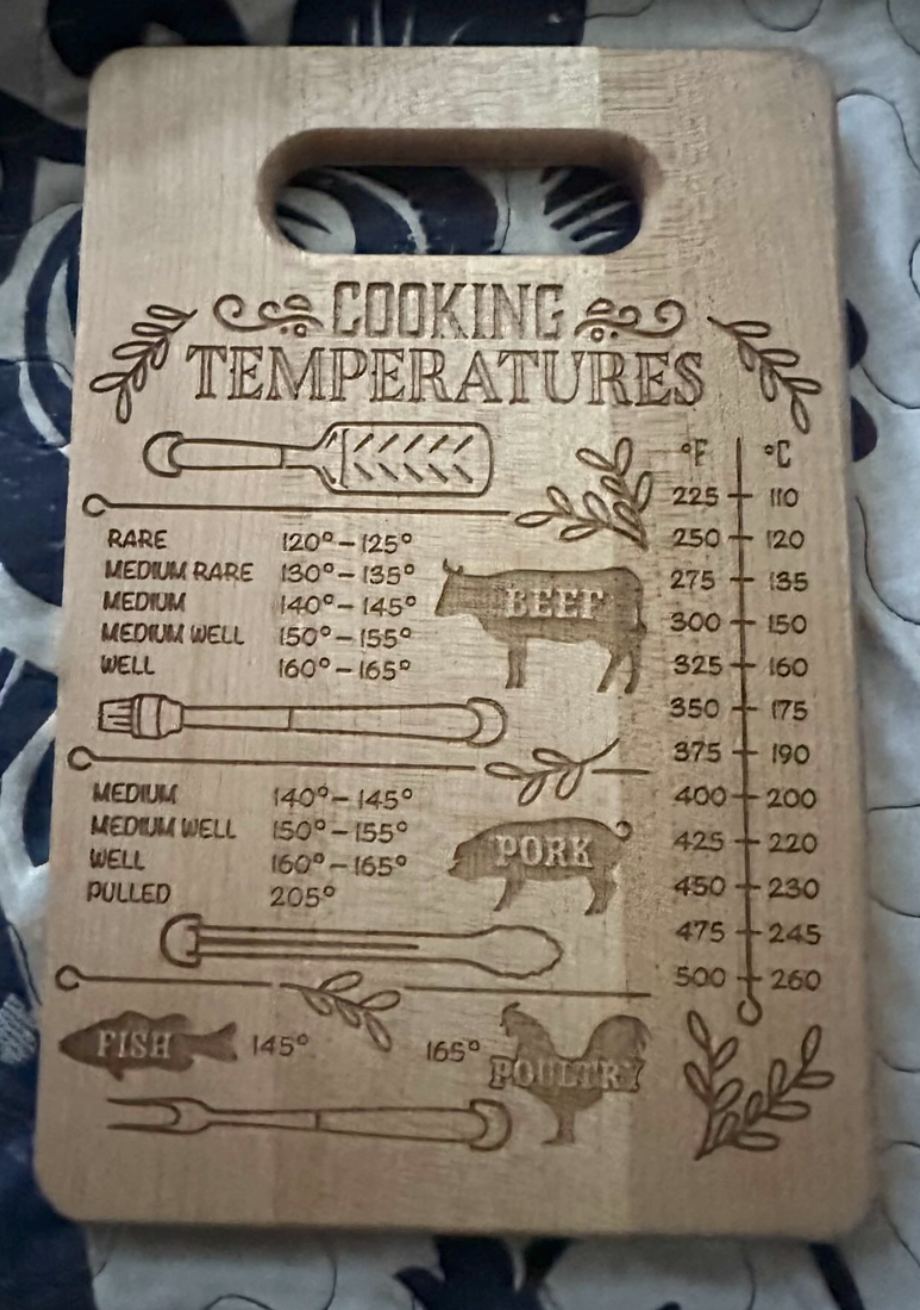 COOKING
TEMPERATURES
°F °C
225 110
250 120
275 135
300 150
325 160
350 175
375 190
400 200
425 220
450 230
475 245
500 260
RARE 120°-125°
MEDIUM RARE 130°-135°
MEDIUM 140°-145°
MEDIUM WELL 150°-155°
WELL 160°-165°
BEEF
MEDIUM 140°-145°
MEDIUM WELL 150°-155°
WELL 160°-165°
PULLED 205°
PORK
FISH 145°
165° POULTRY